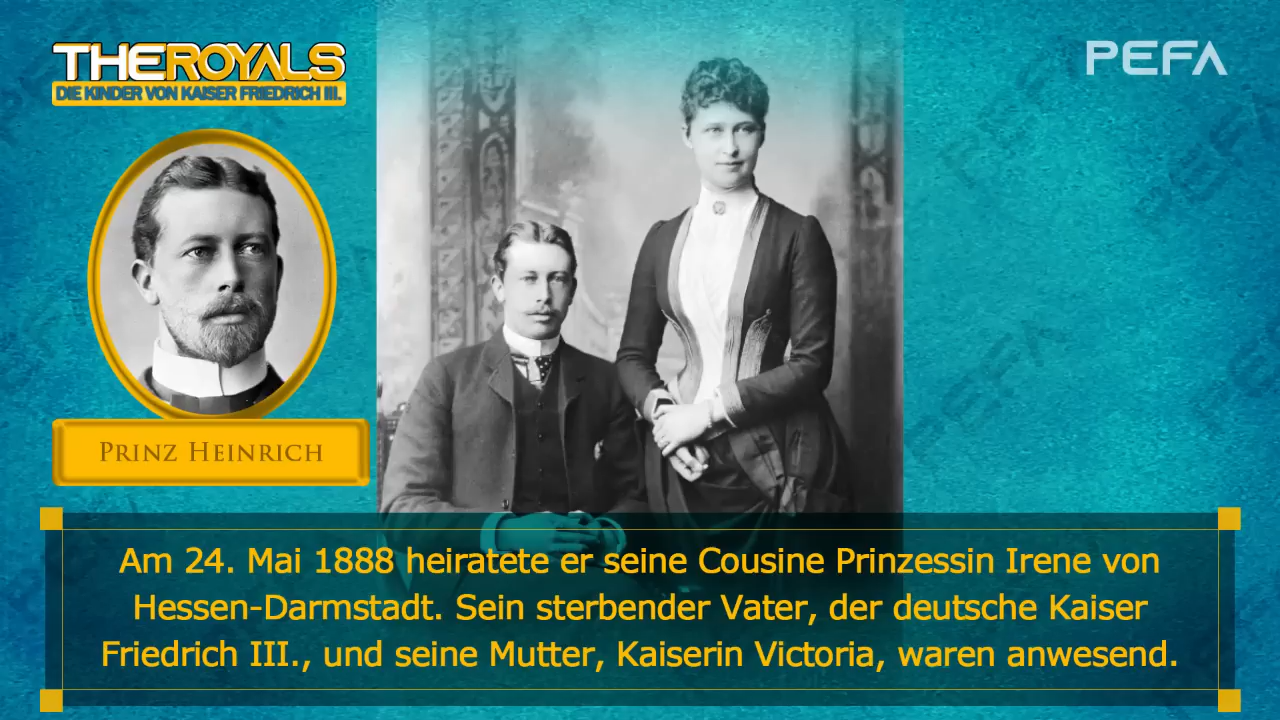 THEROYALS
DIE KINDER VON KAISER FRIEDRICH III.
PEFA
PRINZ HEINRICH
Am 24. Mai 1888 heiratete er seine Cousine Prinzessin Irene von
Hessen-Darmstadt. Sein sterbender Vater, der deutsche Kaiser
Friedrich III., und seine Mutter, Kaiserin Victoria, waren anwesend.